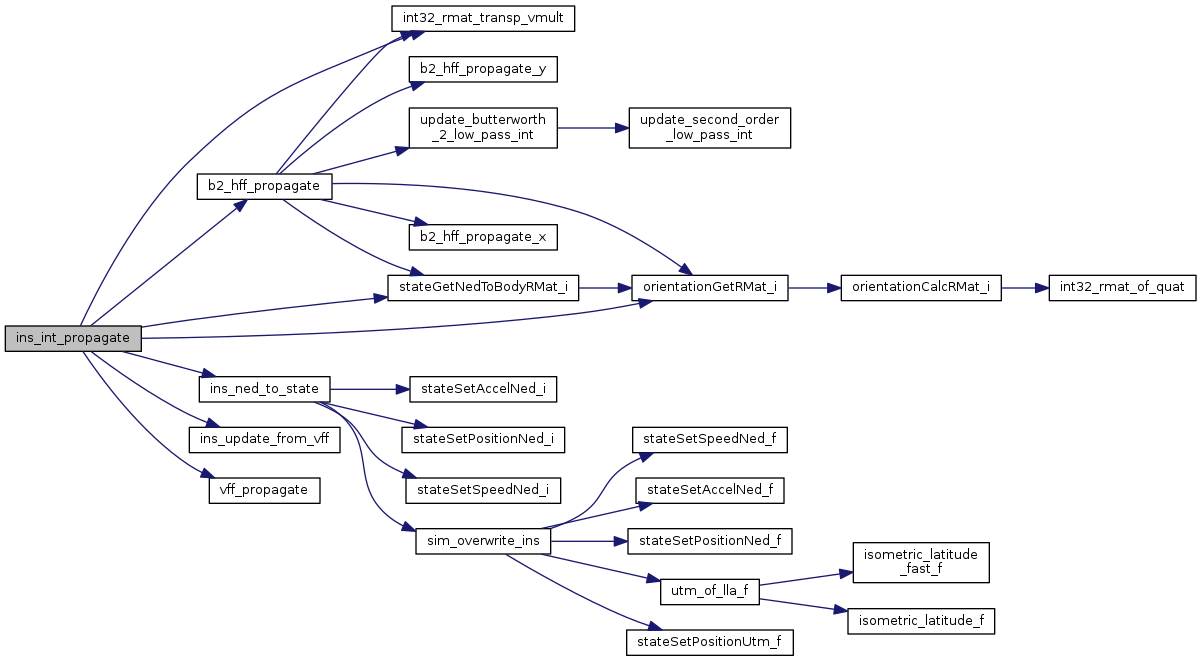 int32_rmat_transp_vmult
b2_hff_propagate_y
update_butterworth
_2_low_pass_int
update_second_order
_low_pass_int
b2_hff_propagate
b2_hff_propagate_x
stateGetNedToBodyRMat_i
orientationGetRMat_i
orientationCalcRMat_i
int32_rmat_of_quat
ins_int_propagate
ins_ned_to_state
stateSetAccelNed_i
ins_update_from_vff
stateSetPositionNed_i
stateSetSpeedNed_f
vff_propagate
stateSetSpeedNed_i
stateSetAccelNed_f
sim_overwrite_ins
stateSetPositionNed_f
isometric_latitude
_fast_f
utm_of_lla_f
isometric_latitude_f
stateSetPositionUtm_f